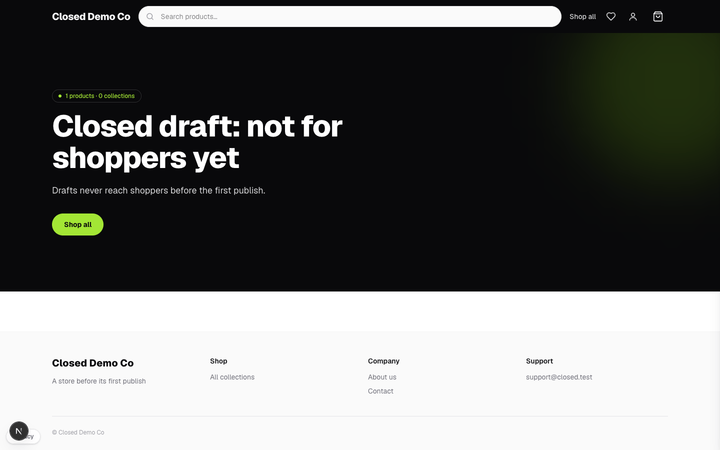 Closed Demo Co
Search products...
Shop all
1 products · 0 collections
Closed draft: not for
shoppers yet
Drafts never reach shoppers before the first publish.
Shop all
Closed Demo Co
A store before its first publish
Shop
All collections
Company
About us
Contact
Support
support@closed.test
N
© Closed Demo Co